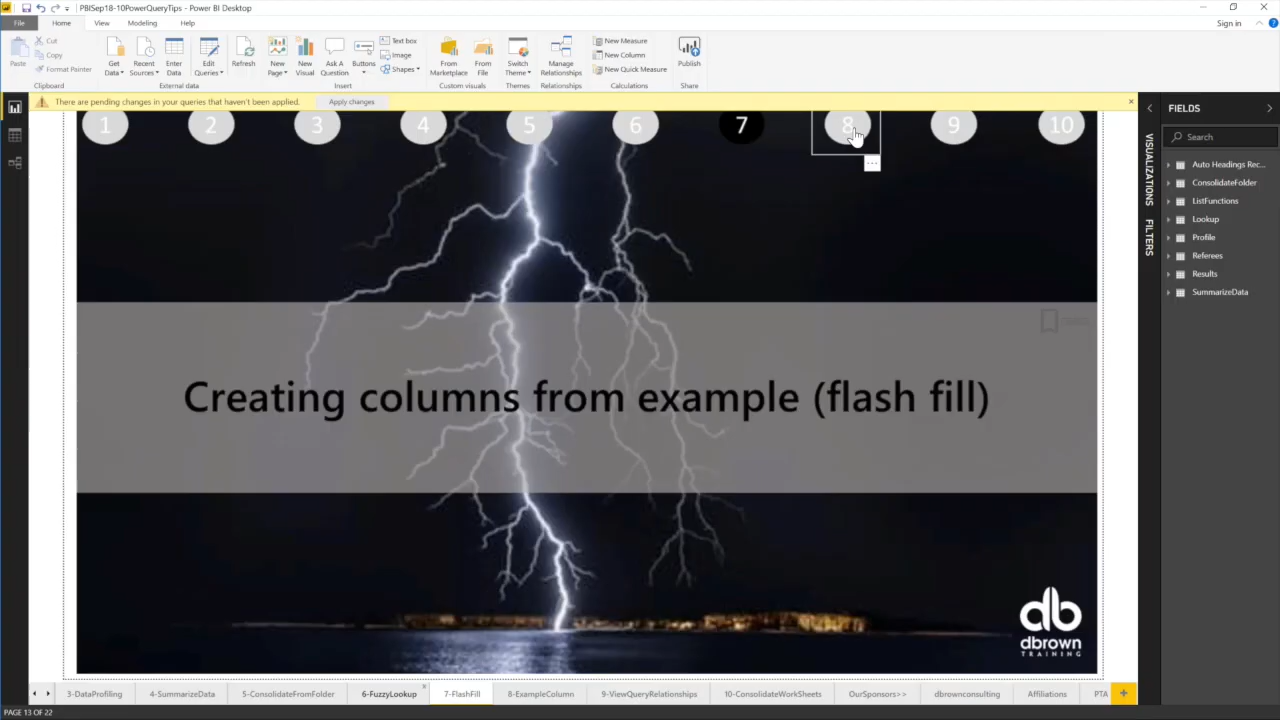 PBISep18-10PowerQueryTips - Power BI Desktop
File Home View Modeling Help Sign in
Paste Cut Copy Format Painter
Get Data Recent Sources Enter Data
Edit Queries Refresh
New Page New Visual Ask A Question Buttons
Text box Image Shapes
From Marketplace From File
Switch Theme
Manage Relationships
New Measure New Column New Quick Measure
Publish
Clipboard External data Insert Custom visuals Themes Relationships Calculations Share
There are pending changes in your queries that haven't been applied. Apply changes
1 2 3 4 5 6 7 8 9 10
Creating columns from example (flash fill)
db
dbrown
TRAINING
VISUALIZATIONS
FILTERS
FIELDS
Search
Auto Headings Rec...
ConsolidateFolder
ListFunctions
Lookup
Profile
Referees
Results
SummarizeData
3-DataProfiling 4-SummarizeData 5-ConsolidateFromFolder 6-FuzzyLookup 7-FlashFill 8-ExampleColumn 9-ViewQueryRelationships 10-ConsolidateWorkSheets OurSponsors>> dbrownconsulting Affiliations PTA
PAGE 13 OF 22